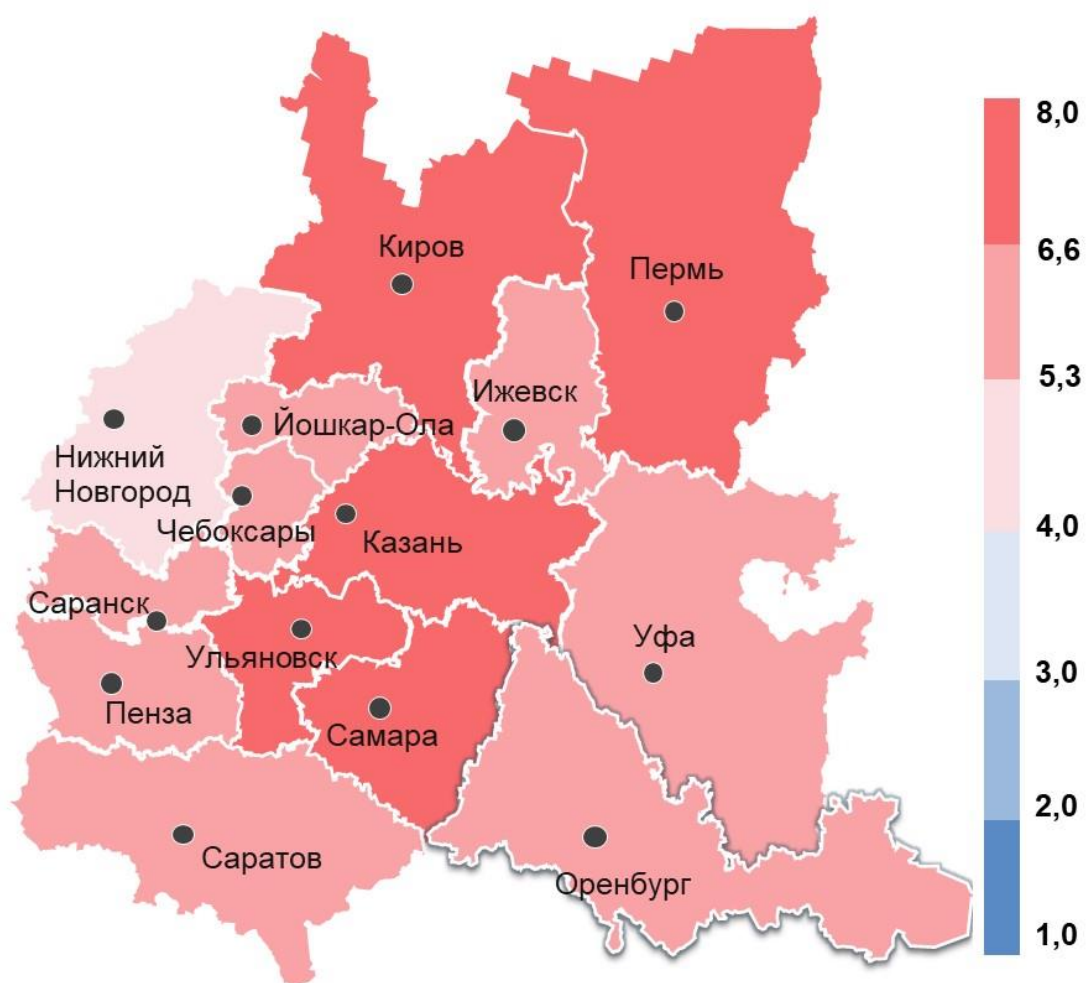 8,0
Киров
6,6
Пермь
5,3
Ижевск
Йошкар-Ола
Нижний
Новгород
Чебоксары
4,0
Казань
Саранск
Ульяновск
Уфа
3,0
Пенза
Самара
2,0
Саратов
Оренбург
1,0